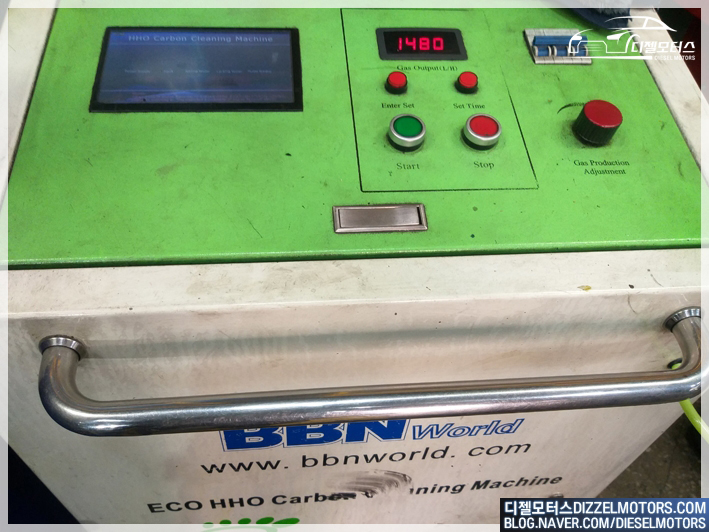 HHO Carbon Cleaning Machine
1480
Gas Output(L/H)
Enter Set
Set Time
Start
Stop
Gas Production
Adjustment
디젤모터스
DIESEL MOTORS
BBN World
www.bbnworld.com
ECO HHO Carbon Cleaning Machine
디젤모터스DIZZELMOTORS.COM
BLOG.NAVER.COM/DIESELMOTORS